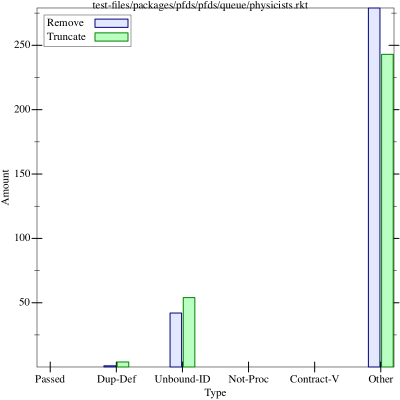 test-files/packages/pfds/pfds/queue/physicists.rkt
Remove
Truncate
250
200
150
100
50
Amount
Passed Dup-Def Unbound-ID Not-Proc Contract-V Other
Type